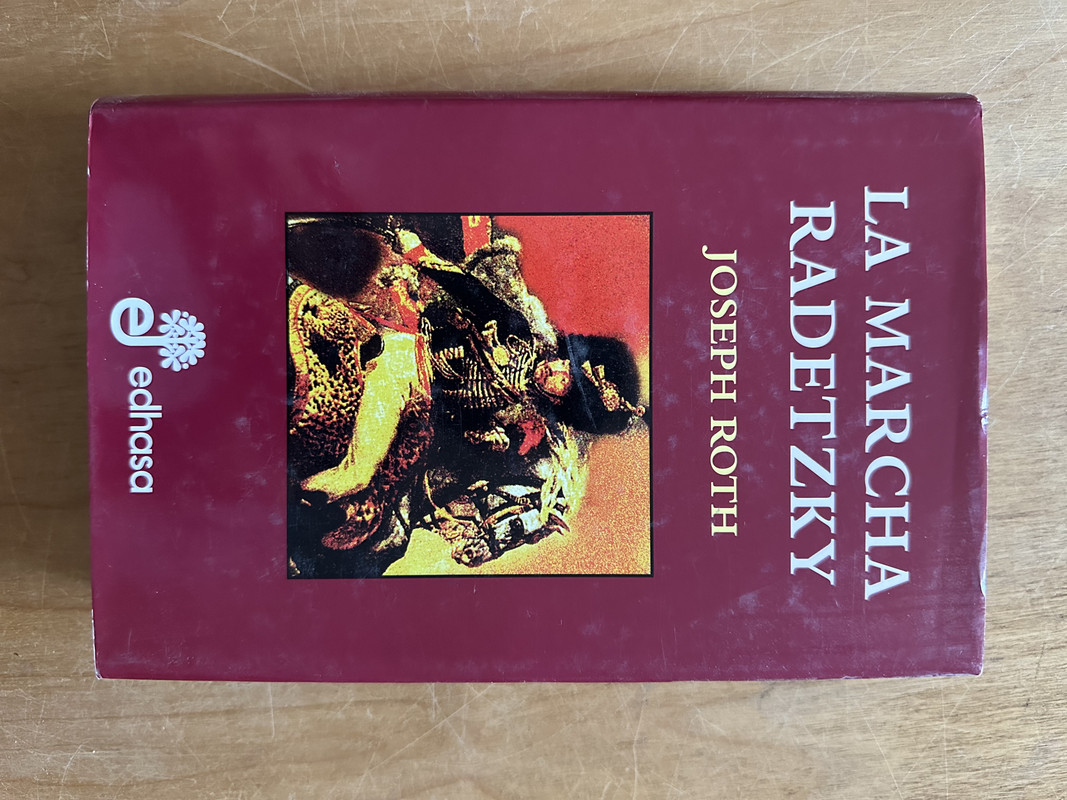 LA MARCHA
RADETZKY
JOSEPH ROTH
e
edhasa